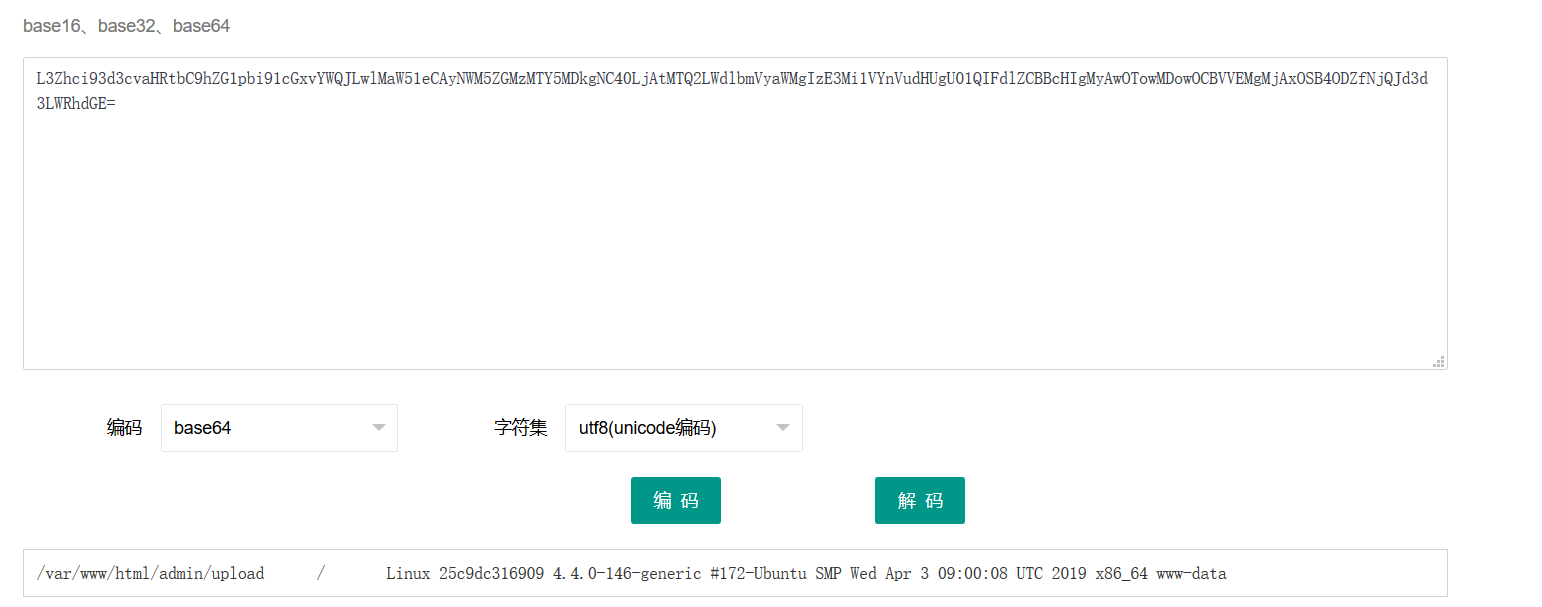 base16、base32、base64
L3Zhci93d3cvaHRtbC9hZG1pbi91cGxvYWQJLwlMaW51eCAyNWM5ZGMzMTY5MDkgNC40LjAtMTQ2LWdlbmVyaWMgIzE3Mi1VYnVudHUgU01QIFdlZCBBcHIgMyAwOTowMDowOCBVVEMgMjAxOSB4ODZfNjQJd3d
3LWRhdGE=
编码 base64 字符集 utf8(unicode编码)
编 码 解 码
/var/www/html/admin/upload / Linux 25c9dc316909 4.4.0-146-generic #172-Ubuntu SMP Wed Apr 3 09:00:08 UTC 2019 x86_64 www-data